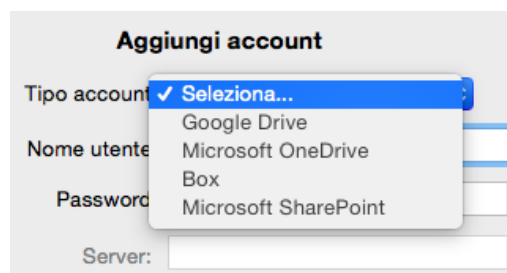 Aggiungi account
Tipo account ✓ Seleziona...
Google Drive
Nome utente Microsoft OneDrive
Box
Password Microsoft SharePoint
Server: